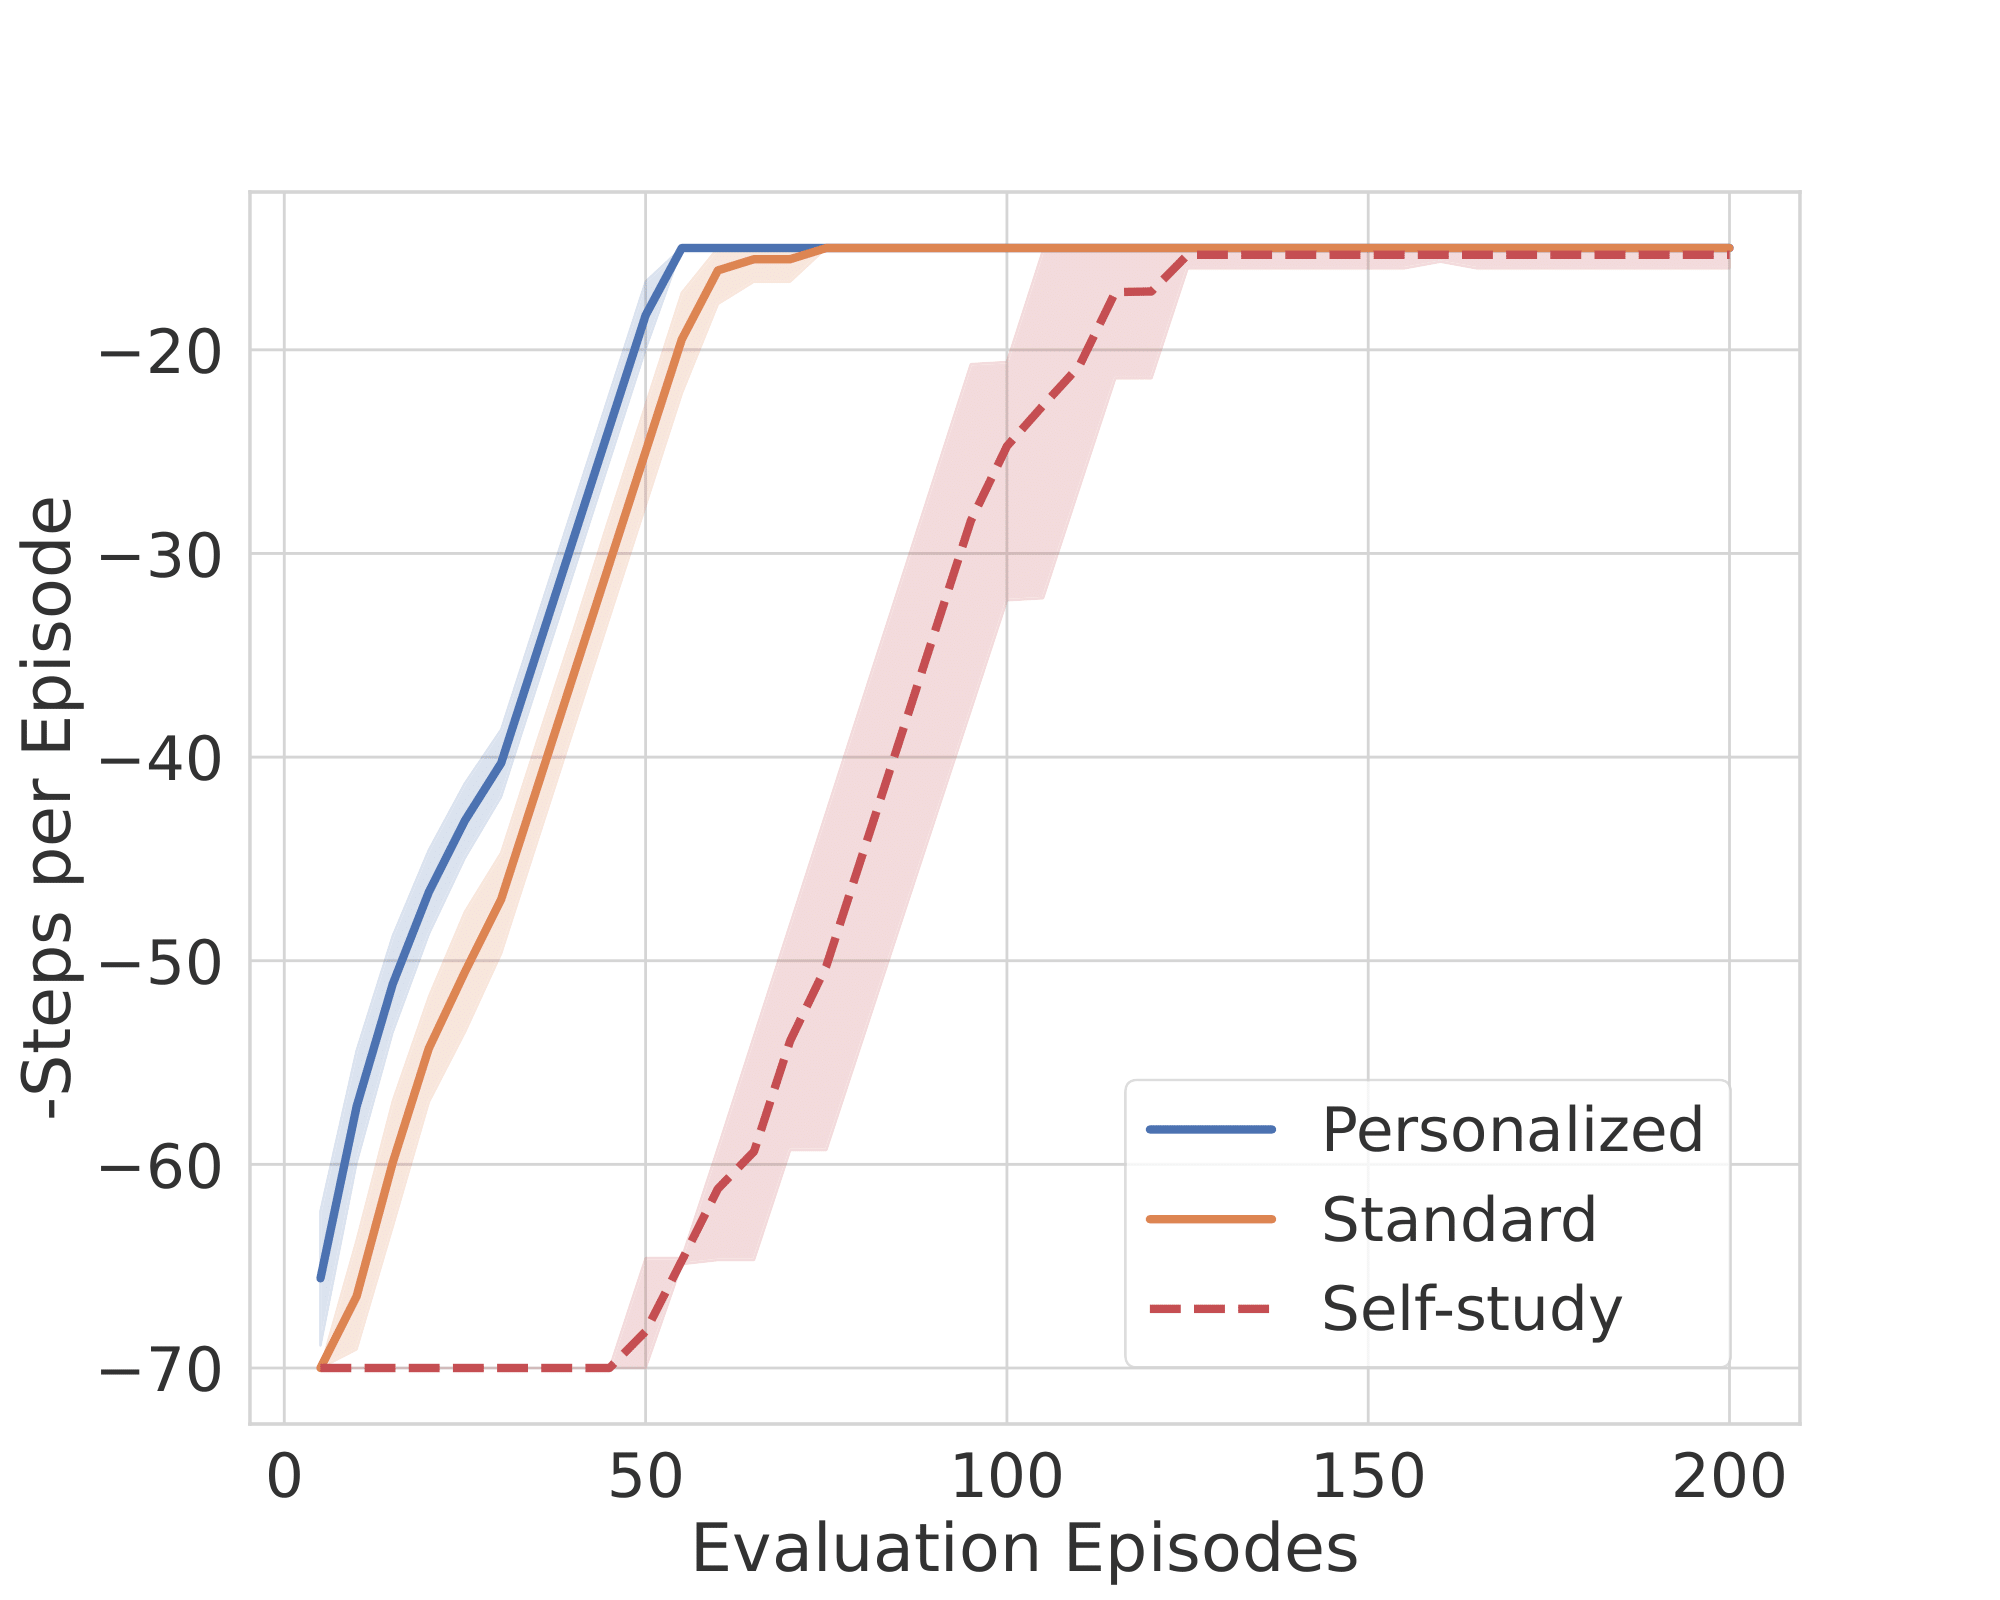 -Steps per Episode
−20
−30
−40
−50
−60
−70
Personalized
Standard
Self-study
0 50 100 150 200
Evaluation Episodes